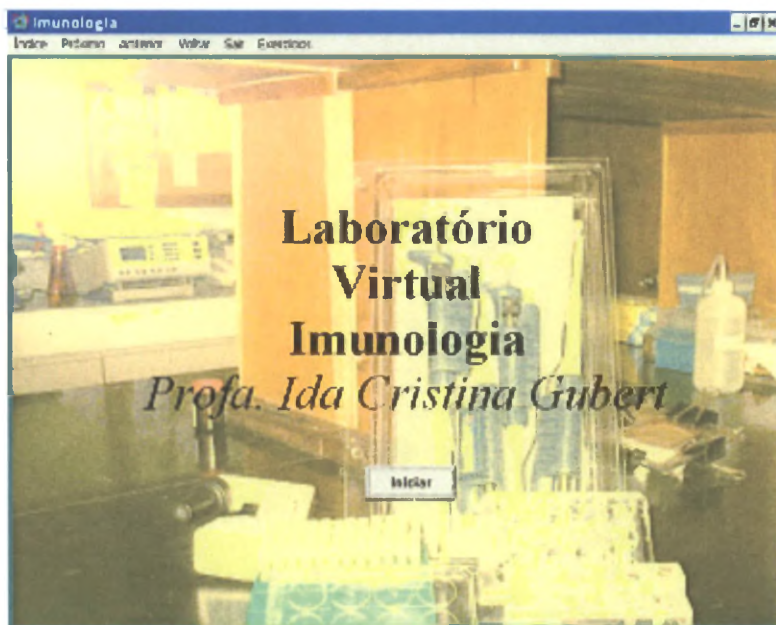 Imunologia
Índice Próximo anterior Voltar Sair Exercícios
Laboratório
Virtual
Imunologia
Profa. Ida Cristina Gubert
Iniciar